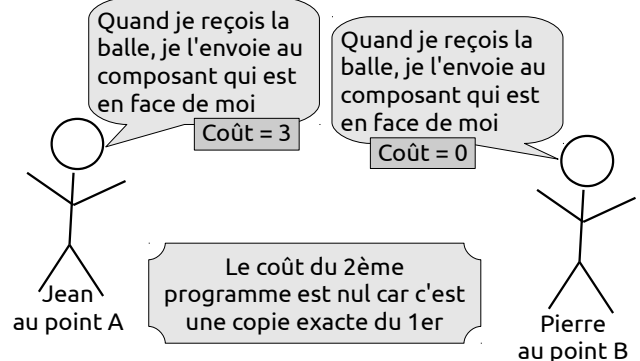 Quand je reçois la
balle, je l'envoie au
composant qui est
en face de moi
Coût = 3
Quand je reçois la
balle, je l'envoie au
composant qui est
en face de moi
Coût = 0
Le coût du 2ème
programme est nul car c'est
une copie exacte du 1er
Jean
au point A
Pierre
au point B